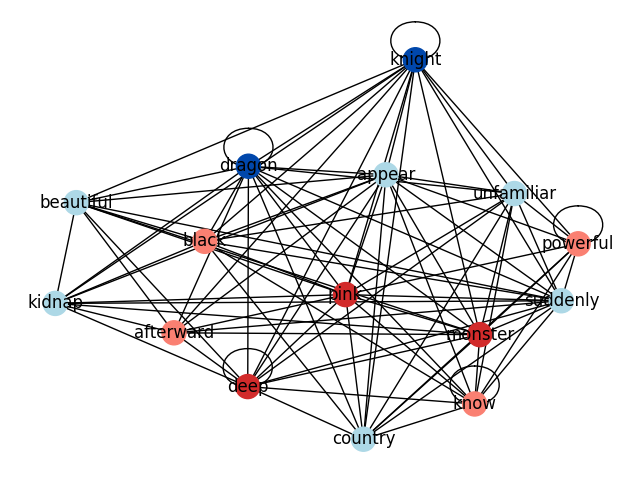 knight
dragon
appear
unfamiliar
beautiful
black
powerful
pink
kidnap
suddenly
afterward
monster
deep
know
country